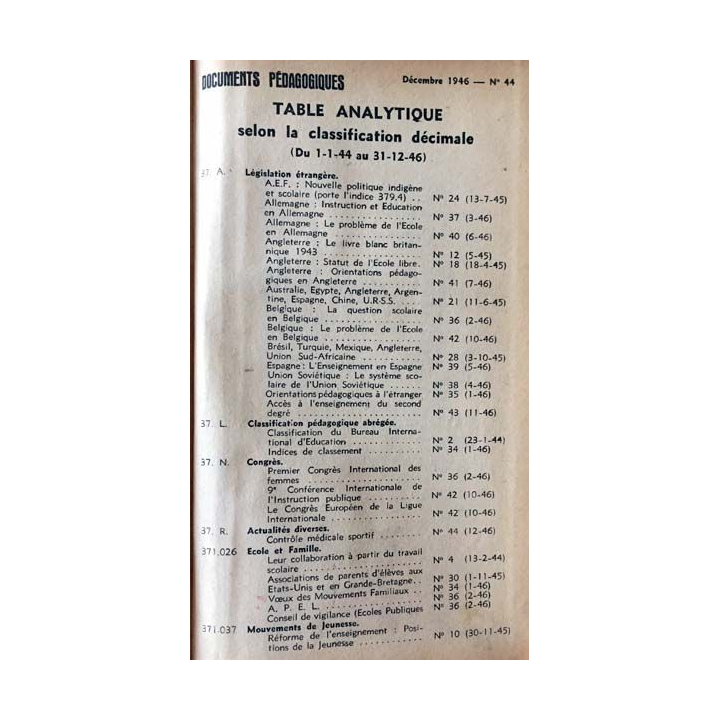 DOCUMENTS PÉDAGOGIQUES Décembre 1946 — N° 44
TABLE ANALYTIQUE
selon la classification décimale
(Du 1-1-44 au 31-12-46)
37. A. Législation étrangère.
A.E.F. : Nouvelle politique indigène
et scolaire (porte l'indice 379.4) .. N° 24 (13-7-45)
Allemagne : Instruction et Education
en Allemagne .................. N° 37 (3-46)
Allemagne : Le problème de l'Ecole
en Allemagne .................. N° 40 (6-46)
Angleterre : Le livre blanc britan-
nique 1943 .................. N° 12 (5-45)
Angleterre : Statut de l'Ecole libre. N° 18 (18-4-45)
Angleterre : Orientations pédago-
giques en Angleterre ............ N° 41 (7-46)
Australie, Egypte, Angleterre, Argen-
tine, Espagne, Chine, U.R.S.S. .... N° 21 (11-6-45)
Belgique : La question scolaire
en Belgique .................. N° 36 (2-46)
Belgique : Le problème de l'Ecole
en Belgique .................. N° 42 (10-46)
Brésil, Turquie, Mexique, Angleterre,
Union Sud-Africaine ............ N° 28 (3-10-45)
Espagne : L'Enseignement en Espagne N° 39 (5-46)
Union Soviétique : Le système sco-
laire de l'Union Soviétique ...... N° 38 (4-46)
Orientations pédagogiques à l'étranger N° 35 (1-46)
Accès à l'enseignement du second
degré ........................ N° 43 (11-46)
37. L. Classification pédagogique abrégée.
Classification du Bureau Interna-
tional d'Education .............. N° 2 (23-1-44)
Indices de classement .......... N° 34 (1-46)
37. N. Congrès.
Premier Congrès International des
femmes ...................... N° 36 (2-46)
9e Conférence Internationale de
l'Instruction publique ............ N° 42 (10-46)
Le Congrès Européen de la Ligue
Internationale ................ N° 42 (10-46)
37. R. Actualités diverses.
Contrôle médicale sportif ........ N° 44 (12-46)
371.026 Ecole et Famille.
Leur collaboration à partir du travail
scolaire ...................... N° 4 (13-2-44)
Associations de parents d'élèves aux
Etats-Unis et en Grande-Bretagne.. N° 30 (1-11-45)
Vœux des Mouvements Familiaux .. N° 34 (1-46)
A. P. E. L. .................... N° 36 (2-46)
Conseil de vigilance (Ecoles Publiques N° 36 (2-46)
371.037 Mouvements de Jeunesse.
Réforme de l'enseignement : Posi-
tions de la Jeunesse ............ N° 10 (30-11-45)